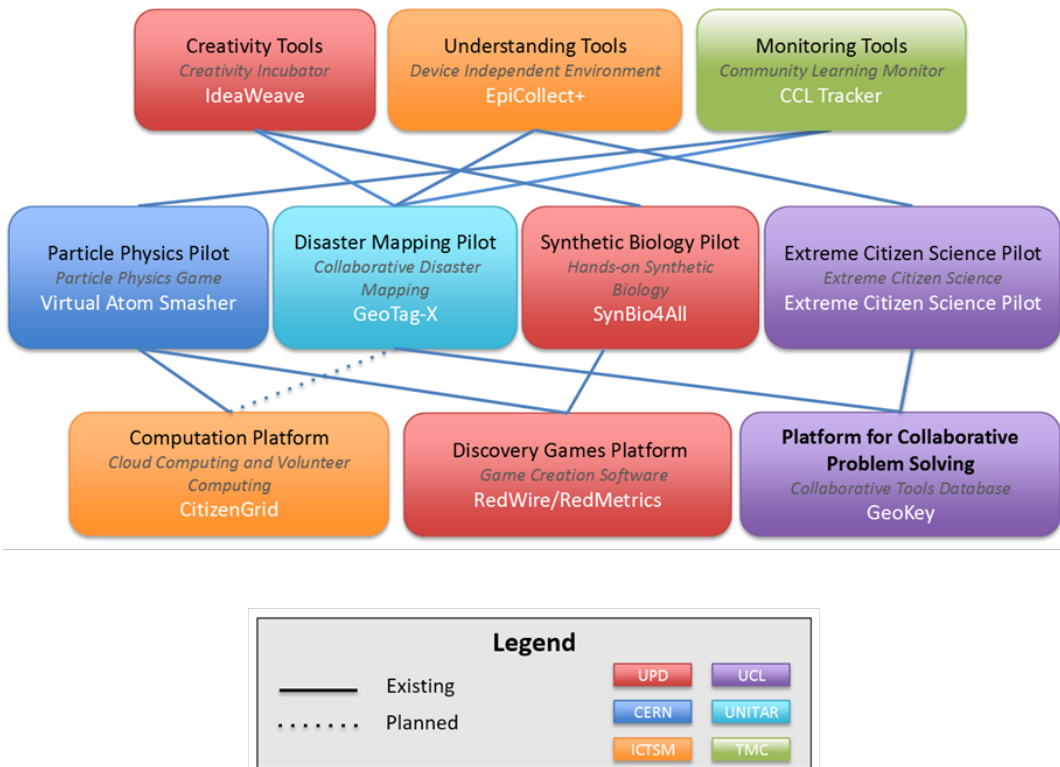 Creativity Tools
Creativity Incubator
IdeaWeave
Understanding Tools
Device Independent Environment
EpiCollect+
Monitoring Tools
Community Learning Monitor
CCL Tracker
Particle Physics Pilot
Particle Physics Game
Virtual Atom Smasher
Disaster Mapping Pilot
Collaborative Disaster
Mapping
GeoTag-X
Synthetic Biology Pilot
Hands-on Synthetic
Biology
SynBio4All
Extreme Citizen Science Pilot
Extreme Citizen Science
Extreme Citizen Science Pilot
Computation Platform
Cloud Computing and Volunteer
Computing
CitizenGrid
Discovery Games Platform
Game Creation Software
RedWire/RedMetrics
Platform for Collaborative
Problem Solving
Collaborative Tools Database
GeoKey
Legend
Existing
Planned
UPD
UCL
CERN
UNITAR
ICTSM
TMC